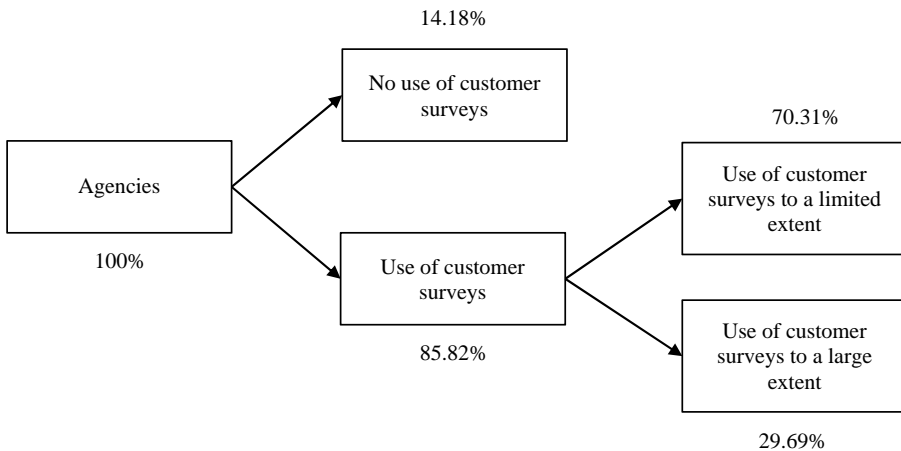 14.18%
No use of customer
surveys
70.31%
Agencies
Use of customer
surveys to a limited
extent
100%
Use of customer
surveys
85.82%
Use of customer
surveys to a large
extent
29.69%